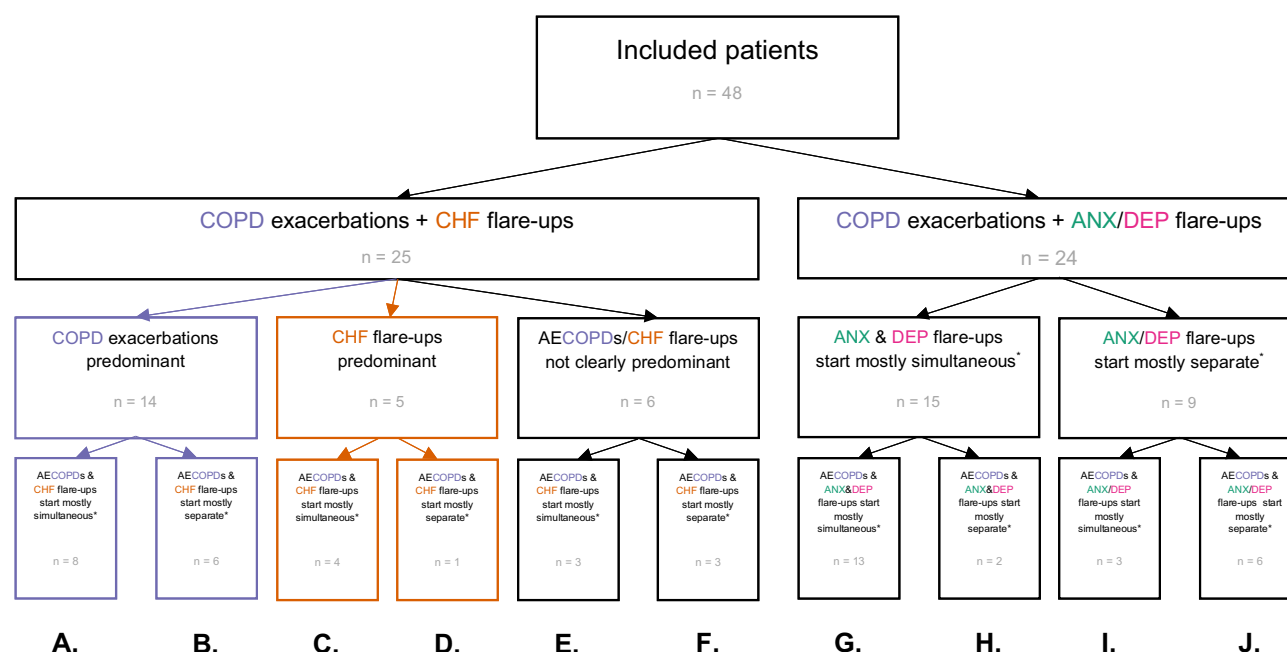 Included patients
n = 48
COPD exacerbations + CHF flare-ups
n = 25
COPD exacerbations + ANX/DEP flare-ups
n = 24
COPD exacerbations
predominant
n = 14
CHF flare-ups
predominant
n = 5
AECOPDs/CHF flare-ups
not clearly predominant
n = 6
ANX & DEP flare-ups
start mostly simultaneous*
n = 15
ANX/DEP flare-ups
start mostly separate*
n = 9
AECOPDs &
CHF flare-ups
start mostly
simultaneous*
n = 8
AECOPDs &
CHF flare-ups
start mostly
separate*
n = 6
AECOPDs &
CHF flare-ups
start mostly
simultaneous*
n = 4
AECOPDs &
CHF flare-ups
start mostly
separate*
n = 1
AECOPDs &
CHF flare-ups
start mostly
simultaneous*
n = 3
AECOPDs &
CHF flare-ups
start mostly
separate*
n = 3
AECOPDs &
ANX&DEP
flare-ups start
mostly
simultaneous*
n = 13
AECOPDs &
ANX&DEP
flare-ups start
mostly
separate*
n = 2
AECOPDs &
ANX/DEP
flare-ups start
mostly
simultaneous*
n = 3
AECOPDs &
ANX/DEP
flare-ups start
mostly
separate*
n = 6
A. B. C. D. E. F. G. H. I. J.